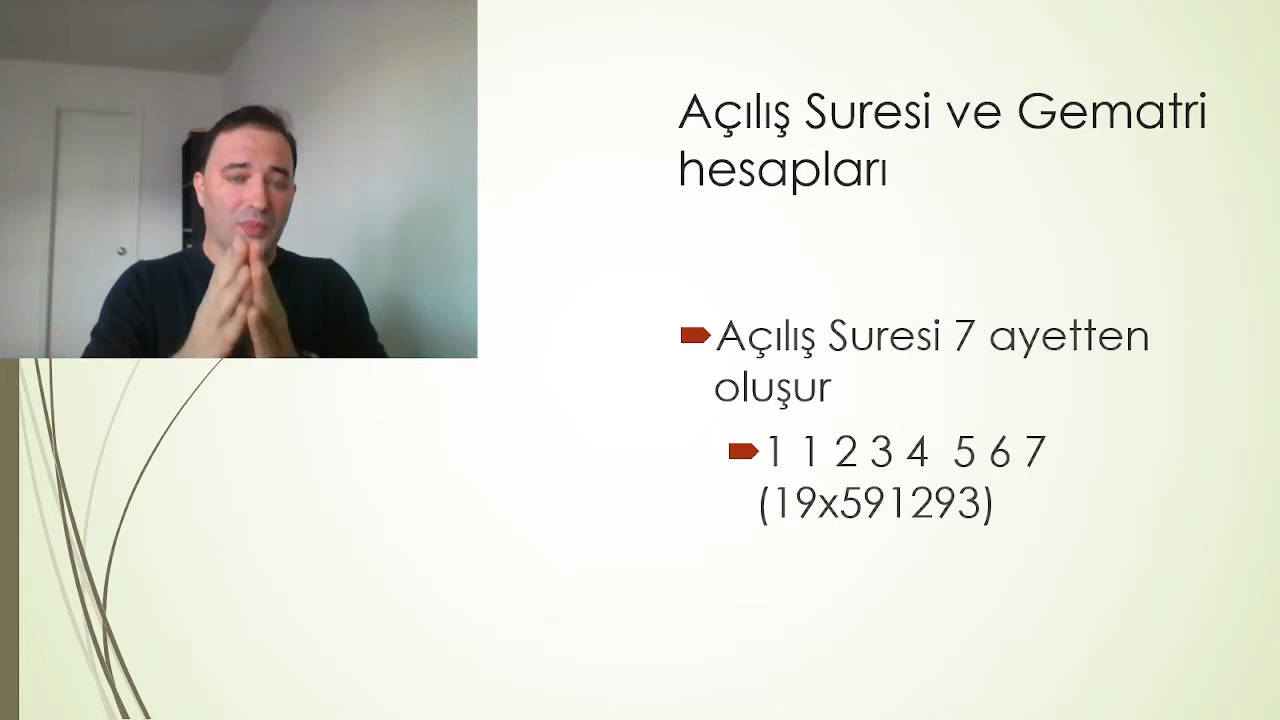 Açılış Suresi ve Gematri
hesapları
Açılış Suresi 7 ayetten
oluşur
1 1 2 3 4  5 6 7
(19x591293)